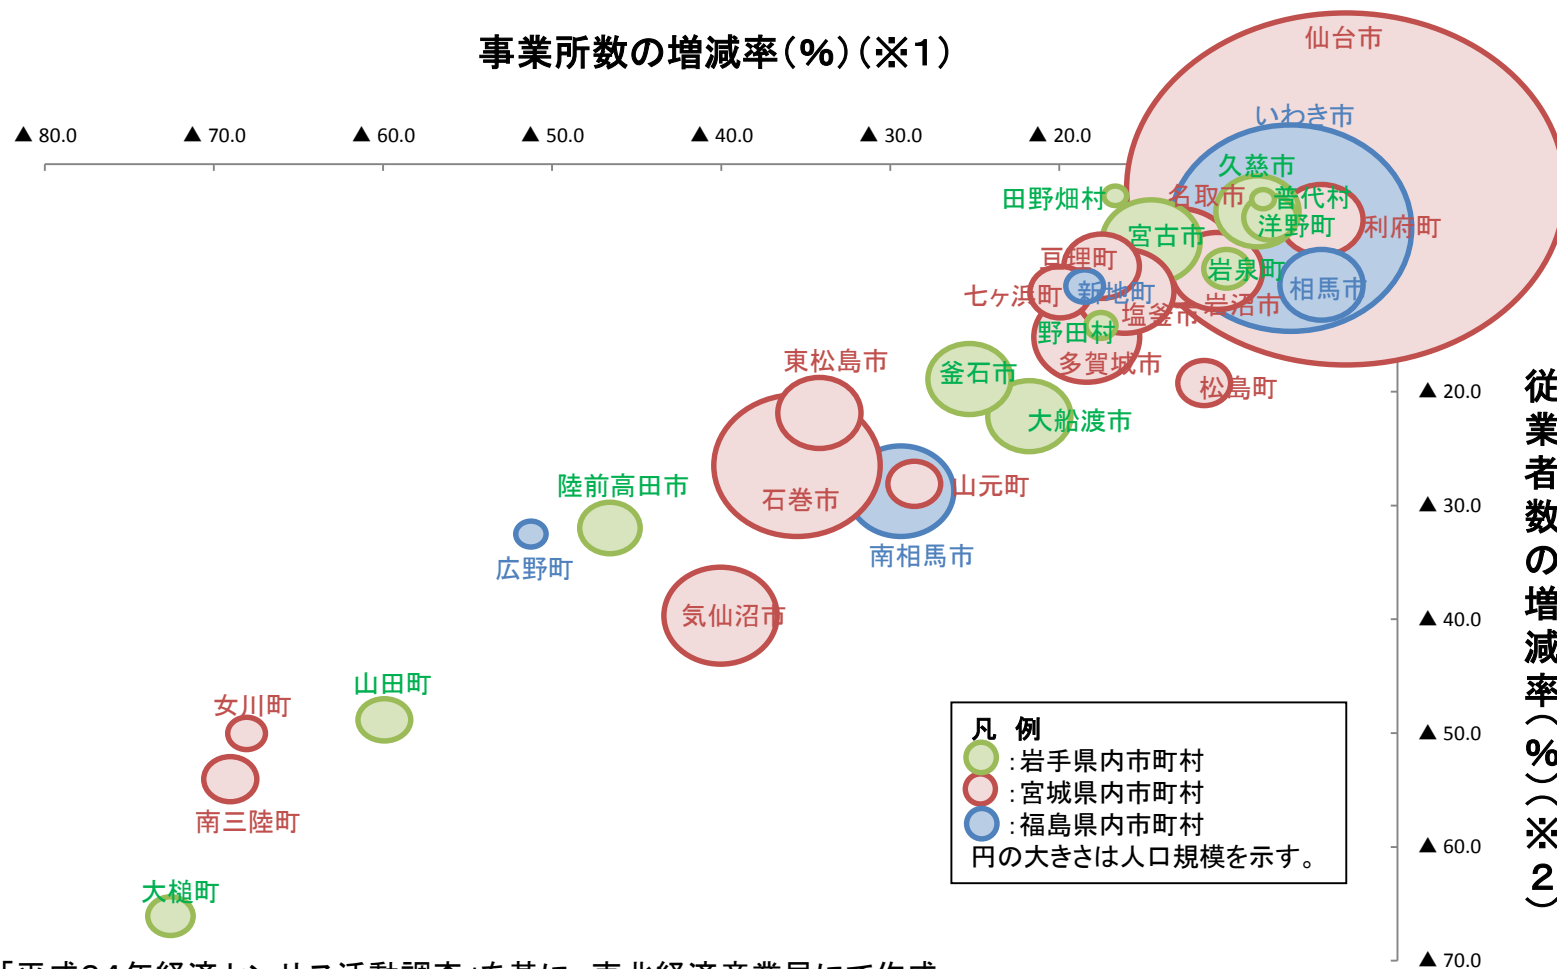 事業所数の増減率(%)(※1)
▲ 80.0 ▲ 70.0 ▲ 60.0 ▲ 50.0 ▲ 40.0 ▲ 30.0 ▲ 20.0
仙台市
いわき市
久慈市
田野畑村
名取市
普代村
洋野町
利府町
宮古市
亘理町
岩泉町
七ヶ浜町
新地町
相馬市
塩釜市
岩沼市
野田村
多賀城市
東松島市
釜石市
松島町
大船渡市
陸前高田市
石巻市
山元町
広野町
南相馬市
気仙沼市
山田町
女川町
南三陸町
大槌町
▲ 20.0
▲ 30.0
▲ 40.0
▲ 50.0
▲ 60.0
▲ 70.0
従業者数の増減率(%)(※2)
凡 例
:岩手県内市町村
:宮城県内市町村
:福島県内市町村
円の大きさは人口規模を示す。